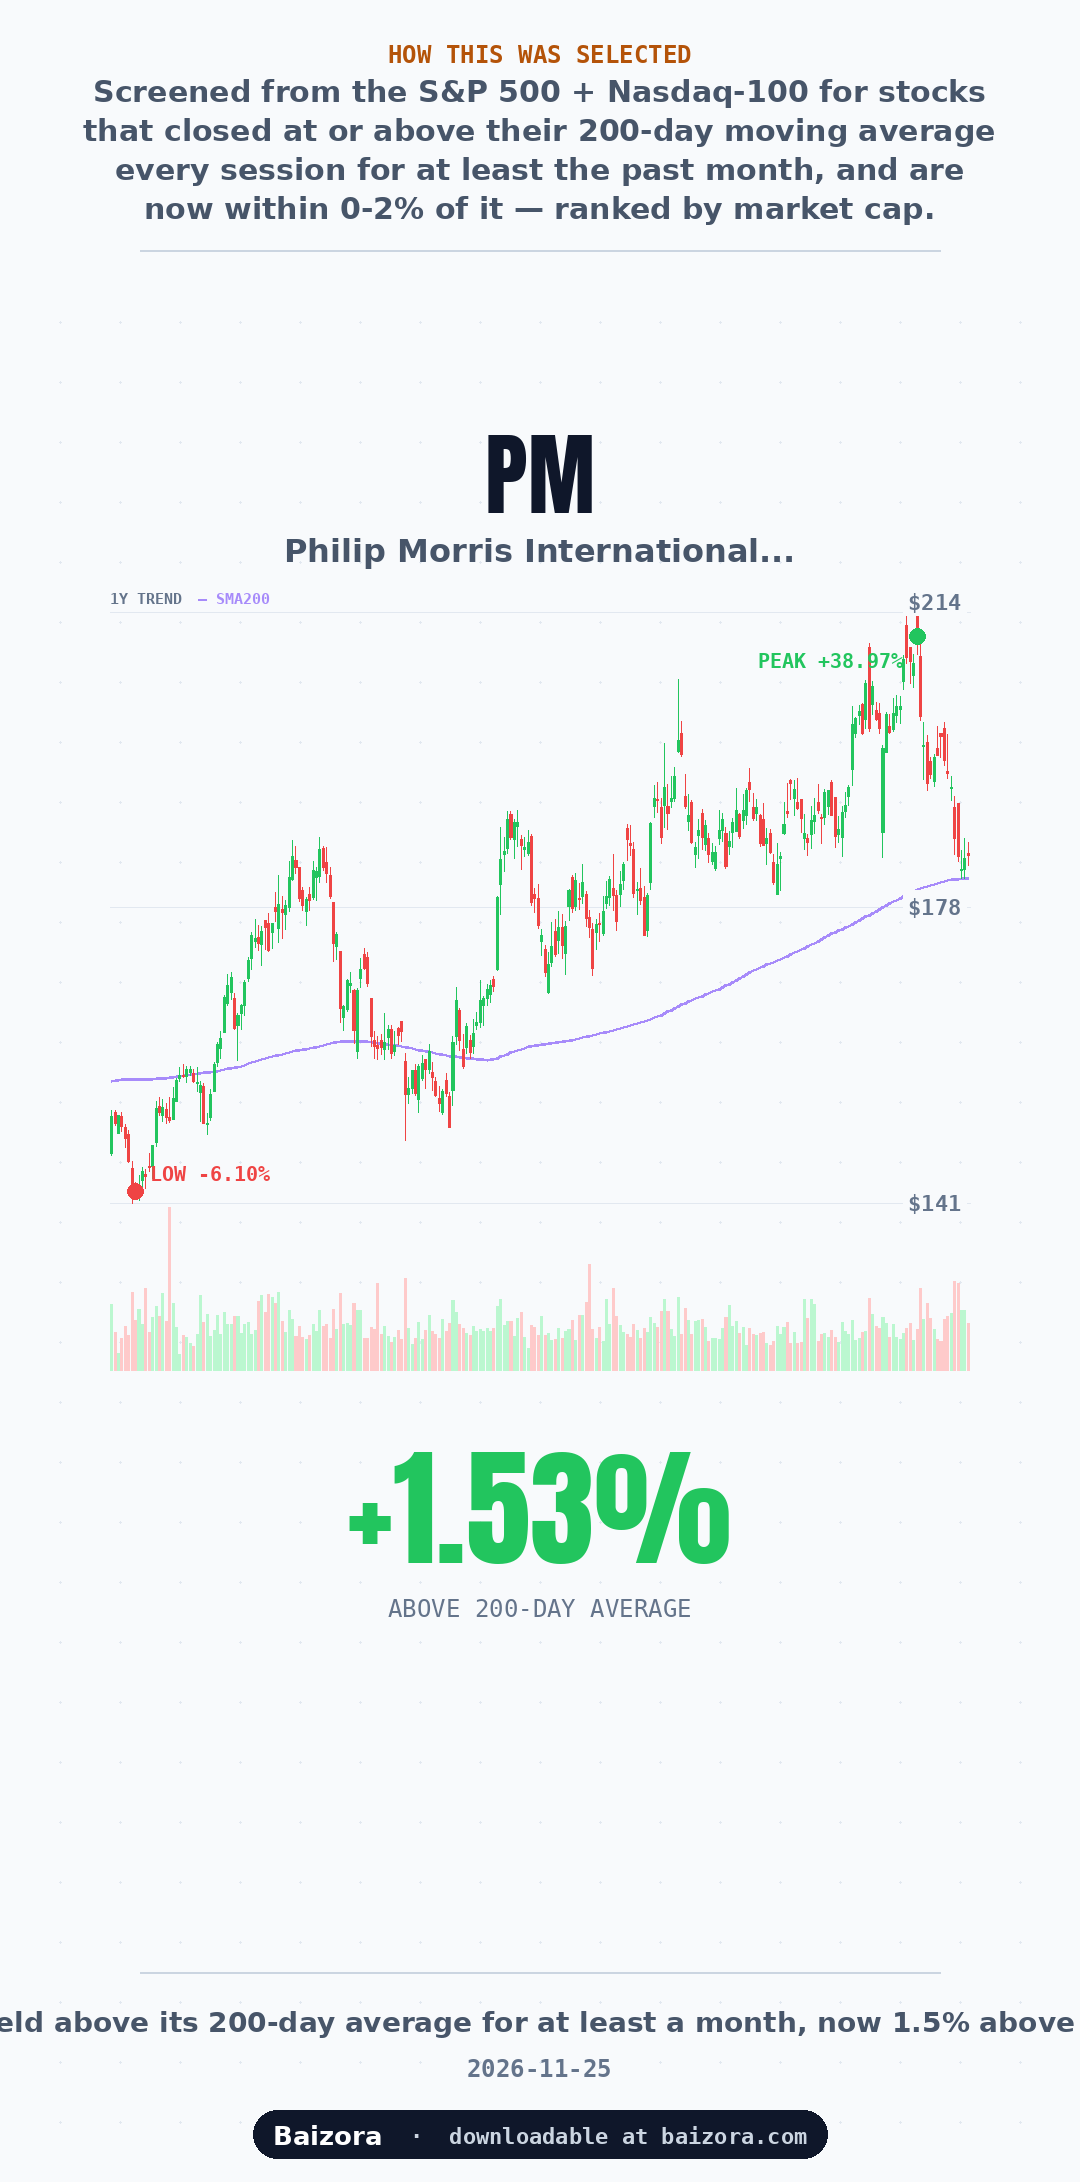 HOW THIS WAS SELECTED
Screened from the S&P 500 + Nasdaq-100 for stocks
that closed at or above their 200-day moving average
every session for at least the past month, and are
now within 0-2% of it — ranked by market cap.
PM
Philip Morris International...
1Y TREND — SMA200
$214
PEAK +38.97%
$178
LOW -6.10%
$141
+1.53%
ABOVE 200-DAY AVERAGE
eld above its 200-day average for at least a month, now 1.5% above
2026-11-25
Baizora · downloadable at baizora.com